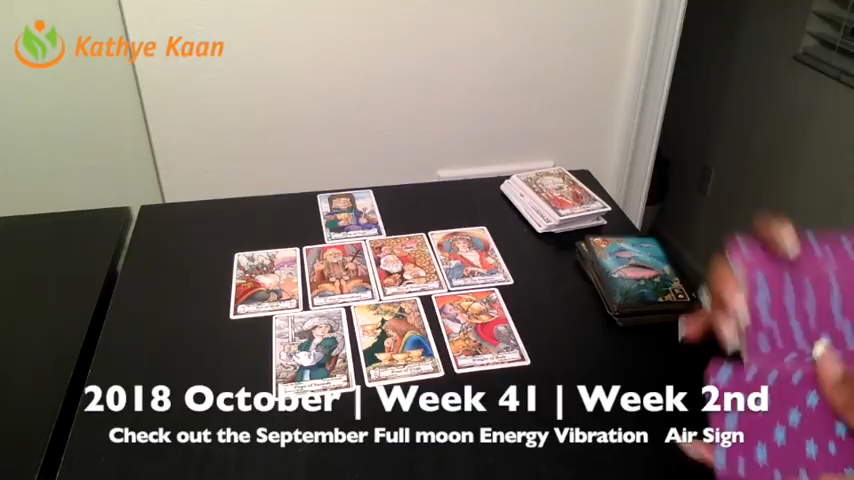 Kathye Kaan
2018 October | Week 41 | Week 2nd
Check out the September Full moon Energy Vibration Air Sign